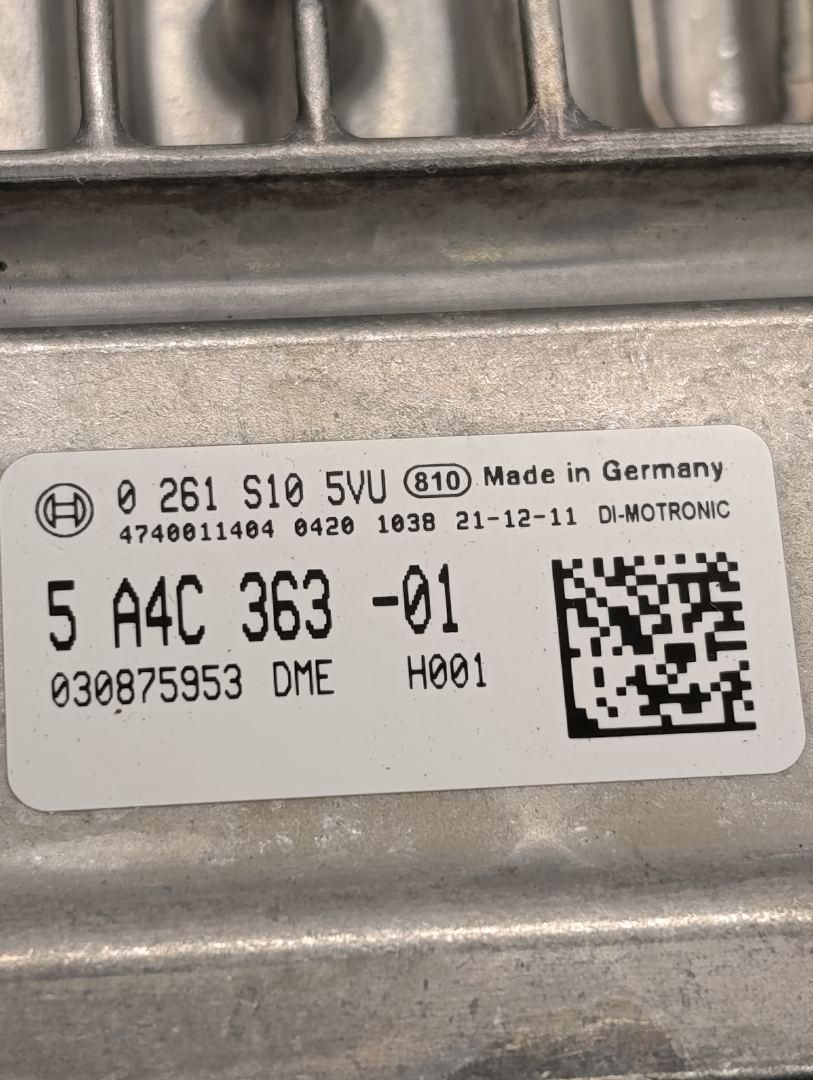 0 261 S10 5VU 810 Made in Germany
4740011404 0420 1038 21-12-11 DI-MOTRONIC
5 A4C 363 -01
030875953 DME H001